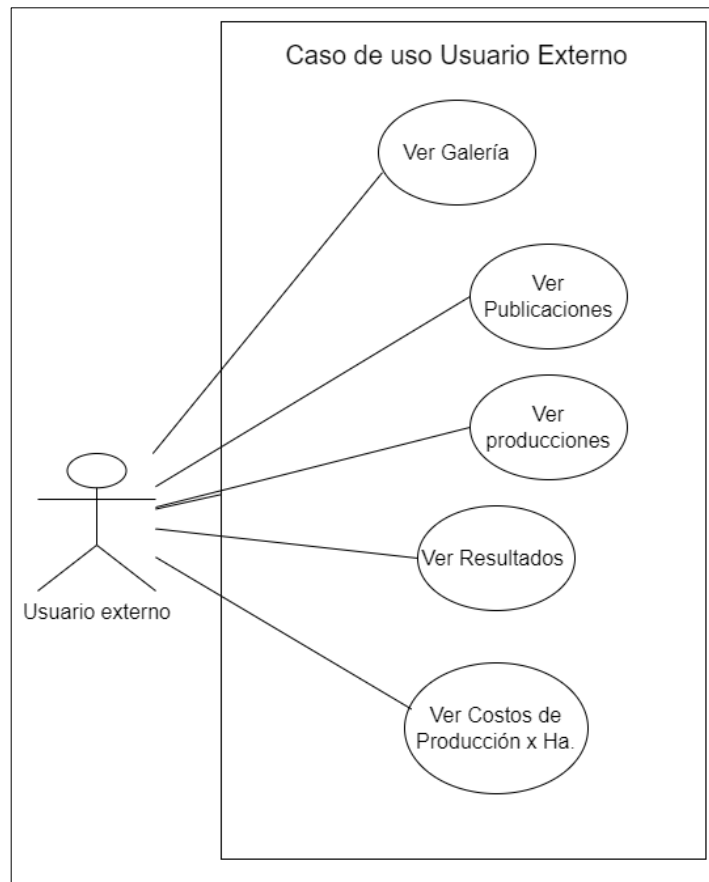 Caso de uso Usuario Externo
Ver Galería
Ver
Publicaciones
Ver
producciones
Ver Resultados
Usuario externo
Ver Costos de
Producción x Ha.